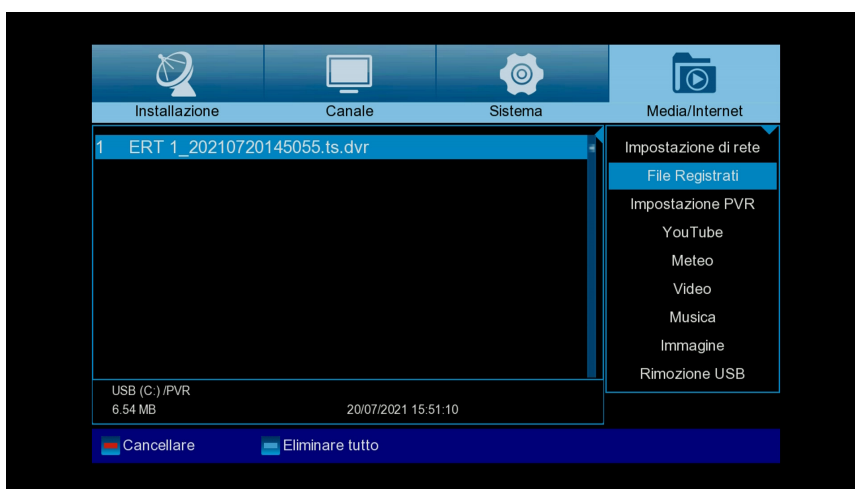 Installazione
Canale
Sistema
Media/Internet
1 ERT 1_20210720145055.ts.dvr
Impostazione di rete
File Registrati
Impostazione PVR
YouTube
Meteo
Video
Musica
Immagine
Rimozione USB
USB (C:) /PVR
6.54 MB 20/07/2021 15:51:10
Cancellare Eliminare tutto